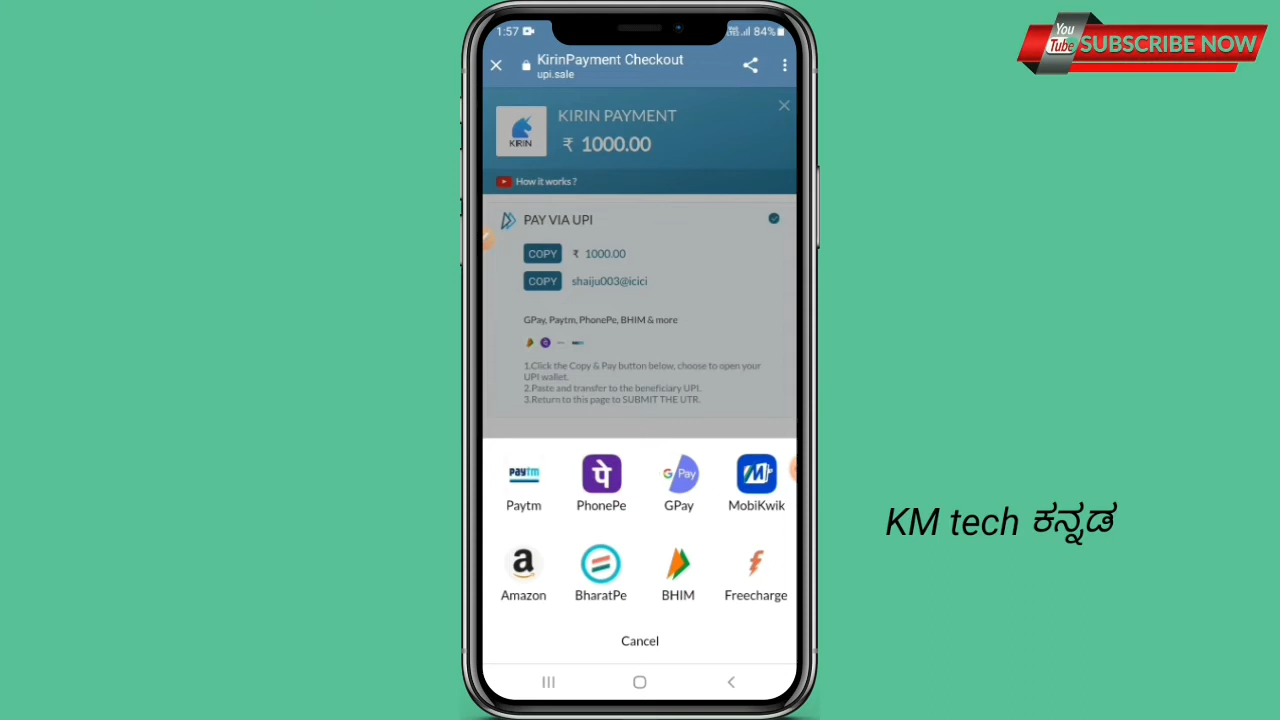 You
Tube SUBSCRIBE NOW
1:57 84%
KirinPayment Checkout
upi.sale
KIRIN PAYMENT
KIRIN
₹ 1000.00
How it works ?
PAY VIA UPI
COPY ₹ 1000.00
COPY shaiju003@icici
GPay, Paytm, PhonePe, BHIM & more
1.Click the Copy & Pay button below, choose to open your
UPI wallet.
2.Paste and transfer to the beneficiary UPI.
3.Return to this page to SUBMIT THE UTR.
Paytm पे G Pay
Paytm PhonePe GPay MobiKwik
KM tech ಕನ್ನಡ
a
Amazon BharatPe BHIM Freecharge
Cancel